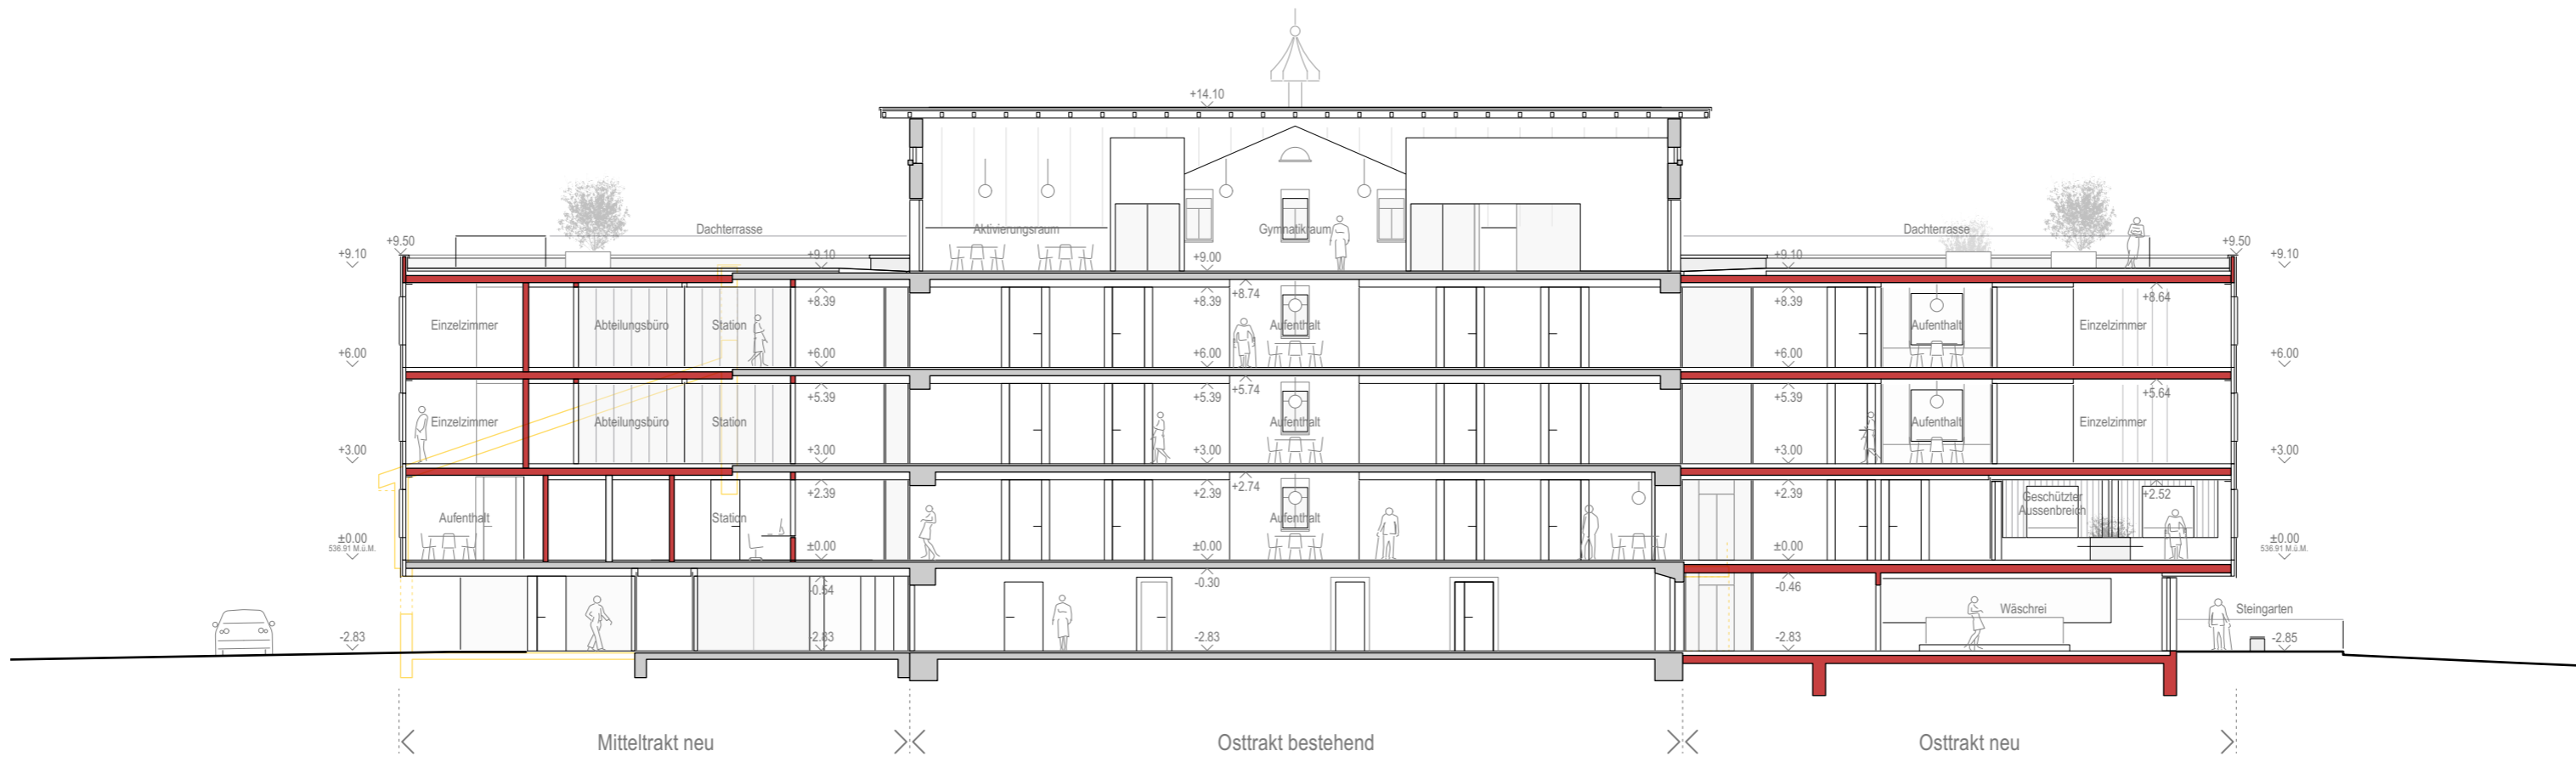 +14.10
Dachterrasse
Aktivierungsraum
Gymnatikraum
Dachterrasse
+9.50
+9.10
+9.10
+9.00
+9.10
+9.50
+9.10
+8.39
+8.39
+8.74
+8.39
+8.64
Einzelzimmer
Abteilungsbüro
Station
Aufenthalt
Aufenthalt
Einzelzimmer
+6.00
+6.00
+6.00
+6.00
+6.00
+5.39
+5.39
+5.74
+5.39
+5.64
Einzelzimmer
Abteilungsbüro
Station
Aufenthalt
Aufenthalt
Einzelzimmer
+3.00
+3.00
+3.00
+3.00
+3.00
+2.39
+2.39
+2.74
+2.39
+2.52
Geschützter
Aussenbreich
Aufenthalt
Station
Aufenthalt
±0.00
536.91 M.ü.M.
±0.00
±0.00
±0.00
±0.00
536.91 M.ü.M.
-0.54
-0.30
-0.46
Wäschrei
Steingarten
-2.83
-2.83
-2.83
-2.83
-2.85
Mitteltrakt neu
Osttrakt bestehend
Osttrakt neu